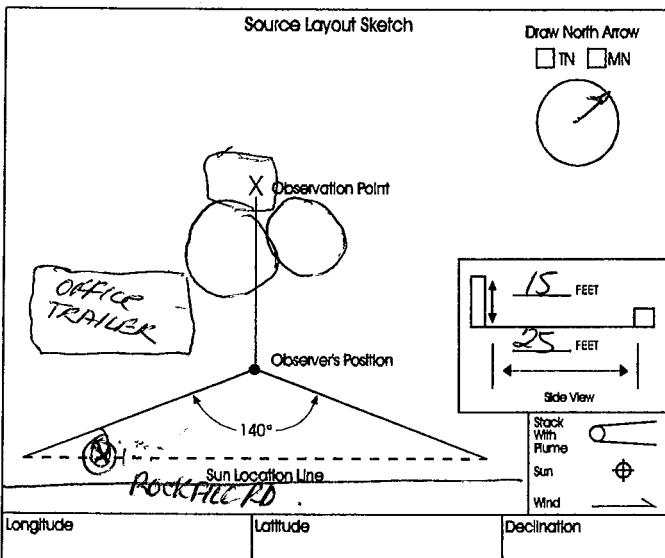 Source Layout Sketch
Draw North Arrow
TN MN
X Observation Point
OFFICE
TRAILER
15 FEET
25 FEET
Side View
Observer's Position
140°
Sun Location Line
ROCKFILL RD.
Stack
With
Plume
Sun
Wind
Longitude
Latitude
Declination